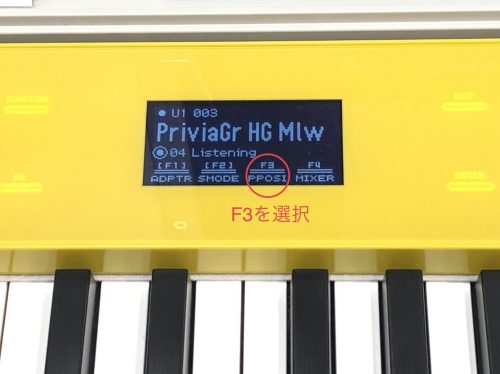 FUNCTION
EXIT
U1 003
PriviaGr HG Mlw
04 Listening
[F1] [F2] F3 F4
ADPTR SMODE PPOSI MIXER
ENTER
F3を選択